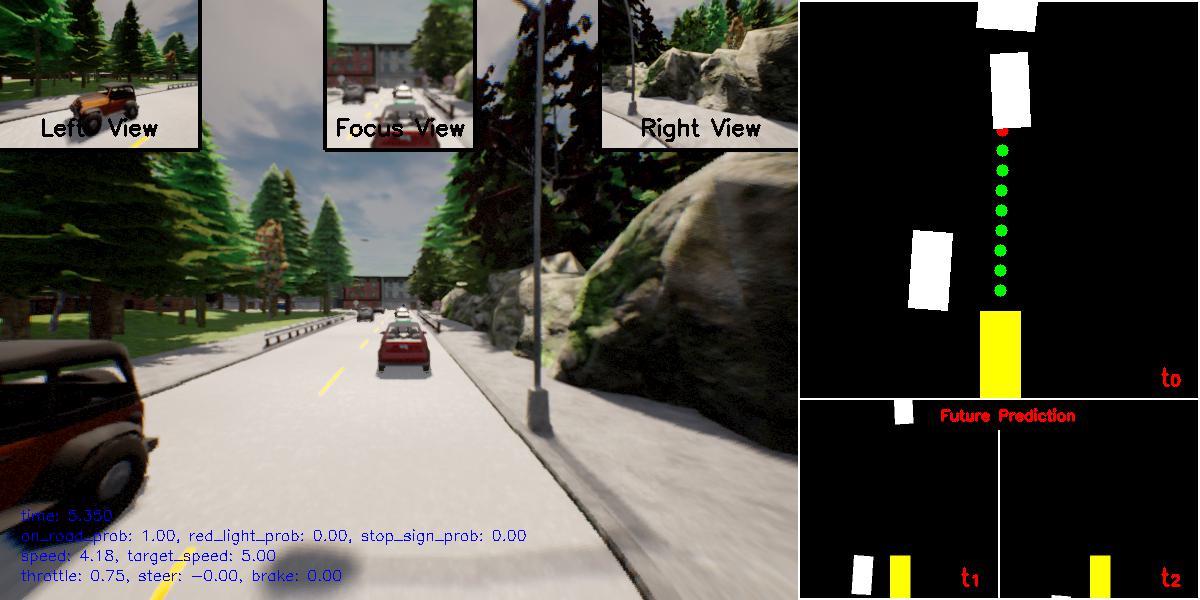 Left View
Focus View
Right View
time: 5.350
on_road_prob: 1.00, red_light_prob: 0.00, stop_sign_prob: 0.00
speed: 4.18, target_speed: 5.00
throttle: 0.75, steer: −0.00, brake: 0.00
t0
Future Prediction
t1
t2